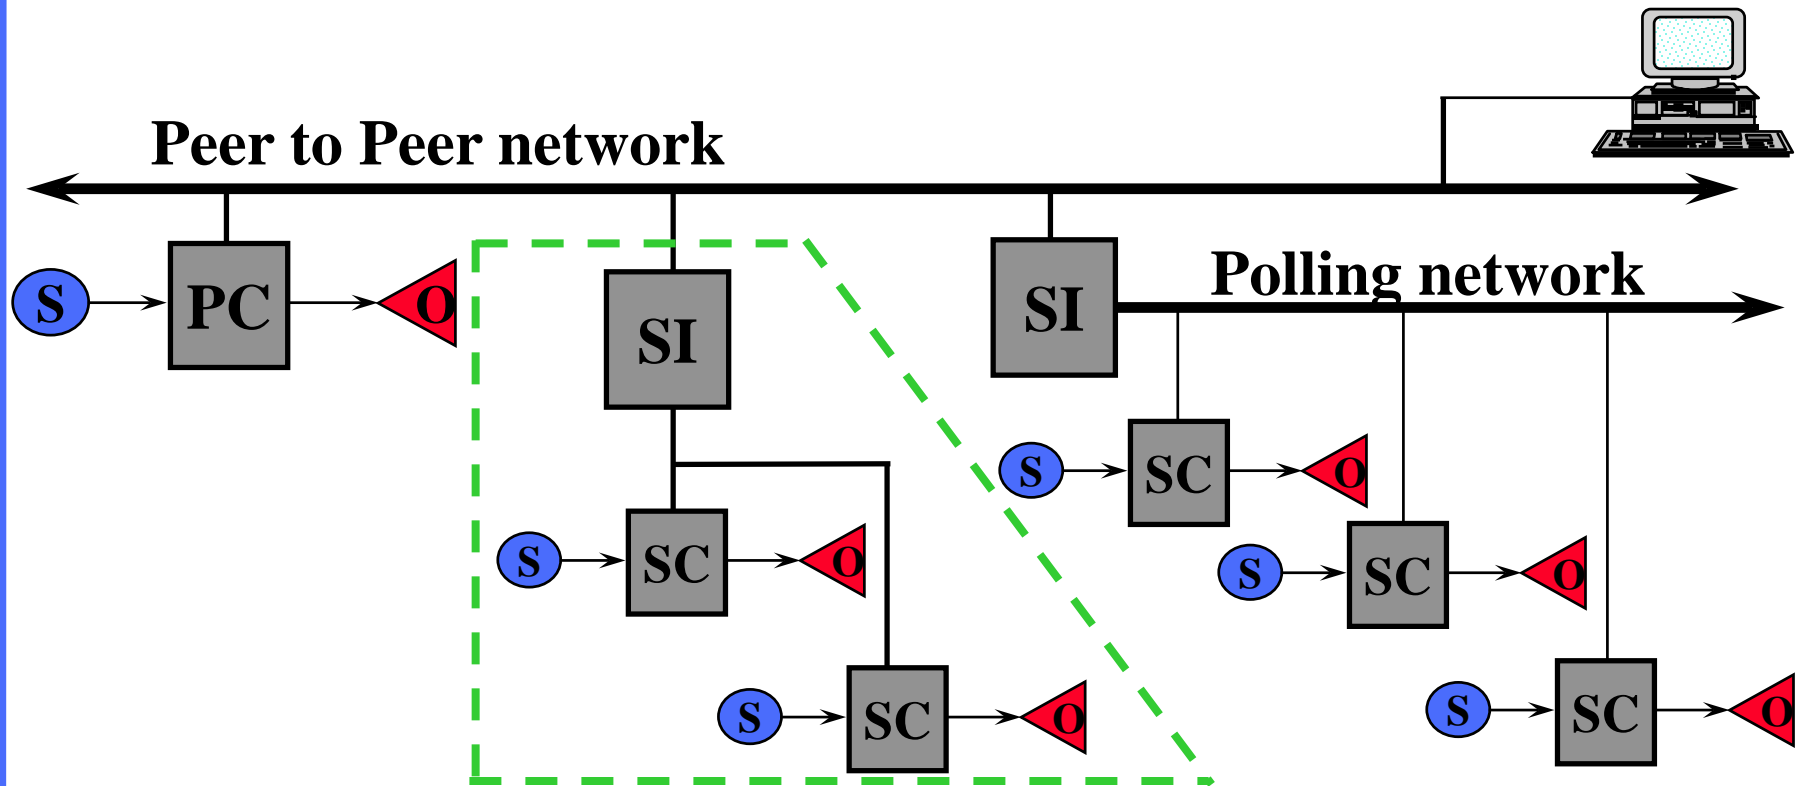 Peer to Peer network
Polling network
S PC O
SI
SI
S SC O
S SC O
S SC O
S SC O
S SC O